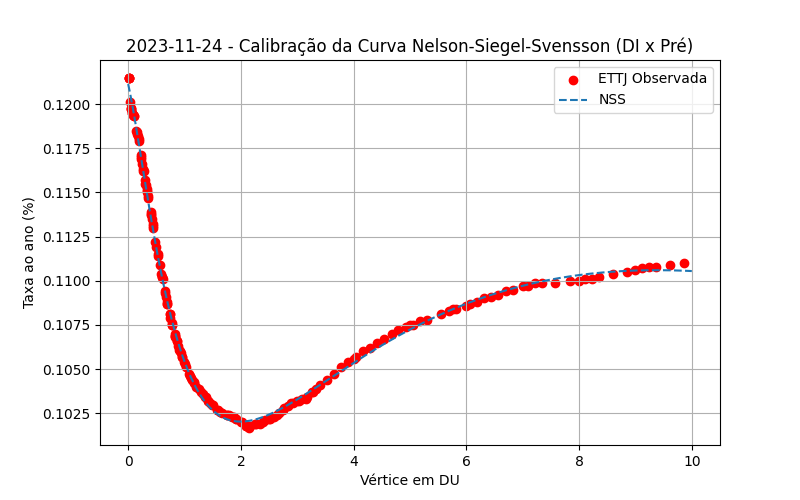 2023-11-24 - Calibração da Curva Nelson-Siegel-Svensson (DI x Pré)
ETTJ Observada
NSS
Taxa ao ano (%)
0.1200
0.1175
0.1150
0.1125
0.1100
0.1075
0.1050
0.1025
0 2 4 6 8 10
Vértice em DU